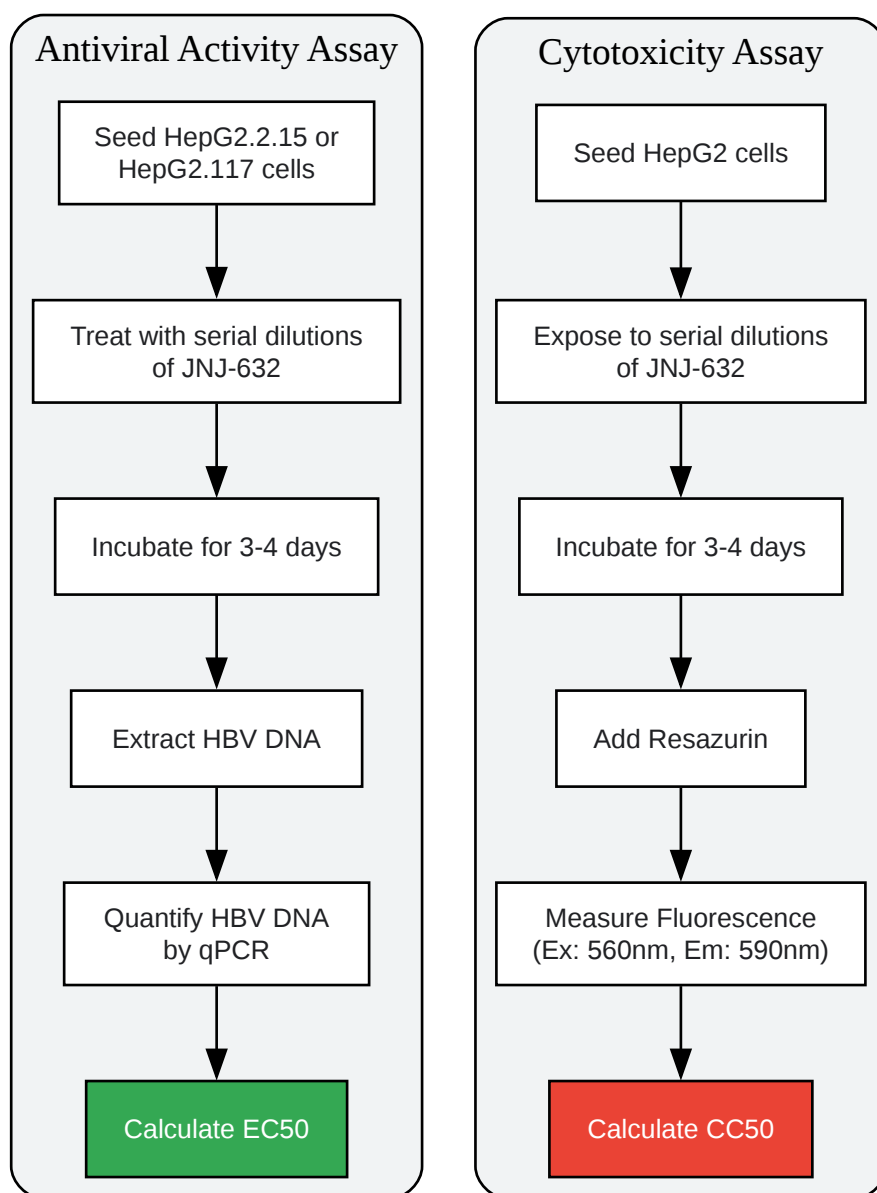 Antiviral Activity Assay
Seed HepG2.2.15 or
HepG2.117 cells
Treat with serial dilutions
of JNJ-632
Incubate for 3-4 days
Extract HBV DNA
Quantify HBV DNA
by qPCR
Calculate EC50
Cytotoxicity Assay
Seed HepG2 cells
Expose to serial dilutions
of JNJ-632
Incubate for 3-4 days
Add Resazurin
Measure Fluorescence
(Ex: 560nm, Em: 590nm)
Calculate CC50